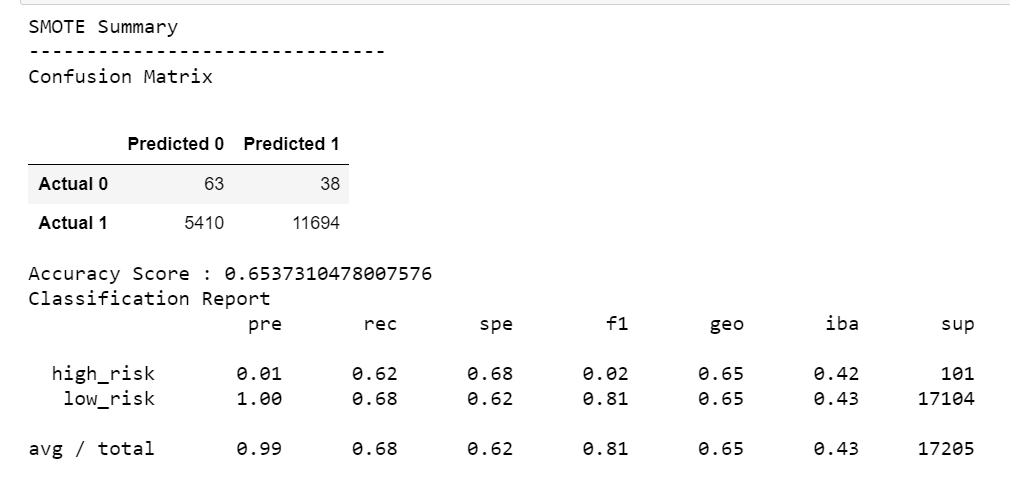 SMOTE Summary
-------------------------------
Confusion Matrix
Predicted 0 Predicted 1
Actual 0 63 38
Actual 1 5410 11694
Accuracy Score : 0.6537310478007576
Classification Report
pre rec spe f1 geo iba sup
high_risk 0.01 0.62 0.68 0.02 0.65 0.42 101
low_risk 1.00 0.68 0.62 0.81 0.65 0.43 17104
avg / total 0.99 0.68 0.62 0.81 0.65 0.43 17205